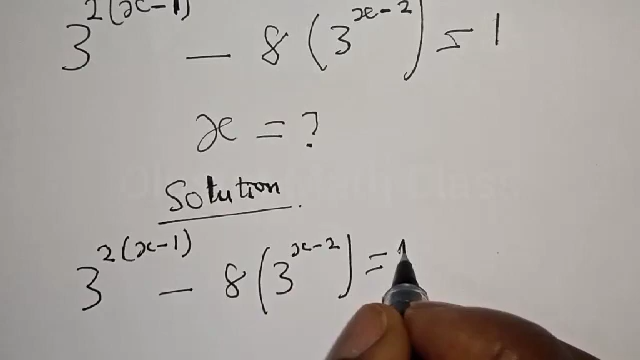 3^{2(x-1)} - 8(3^{x-2}) = 1
x = ?
Solution.
3^{2(x-1)} - 8(3^{x-2}) = 1